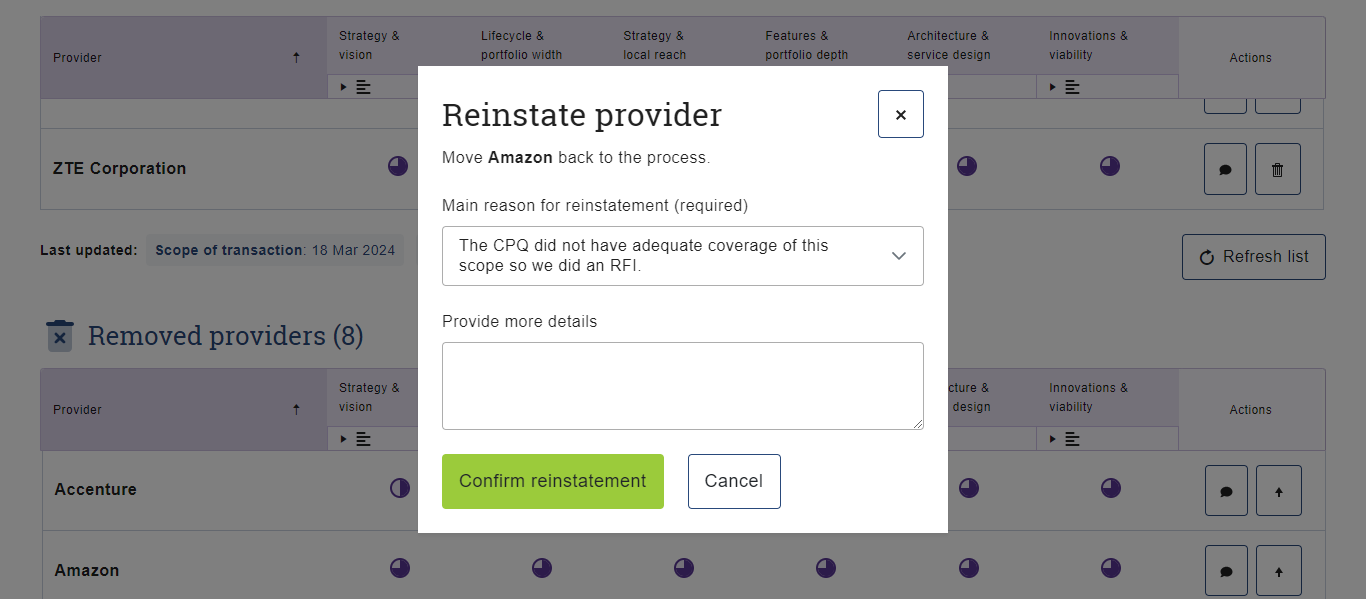 Provider ↑
Strategy &
vision
Lifecycle &
portfolio width
Strategy &
local reach
Features &
portfolio depth
Architecture &
service design
Innovations &
viability
Actions
ZTE Corporation
Last updated: Scope of transaction: 18 Mar 2024
Refresh list
Removed providers (8)
Provider ↑
Strategy &
vision
cture &
design
Innovations &
viability
Actions
Accenture
Amazon
Reinstate provider
×
Move Amazon back to the process.
Main reason for reinstatement (required)
The CPQ did not have adequate coverage of this
scope so we did an RFI.
Provide more details
Confirm reinstatement
Cancel